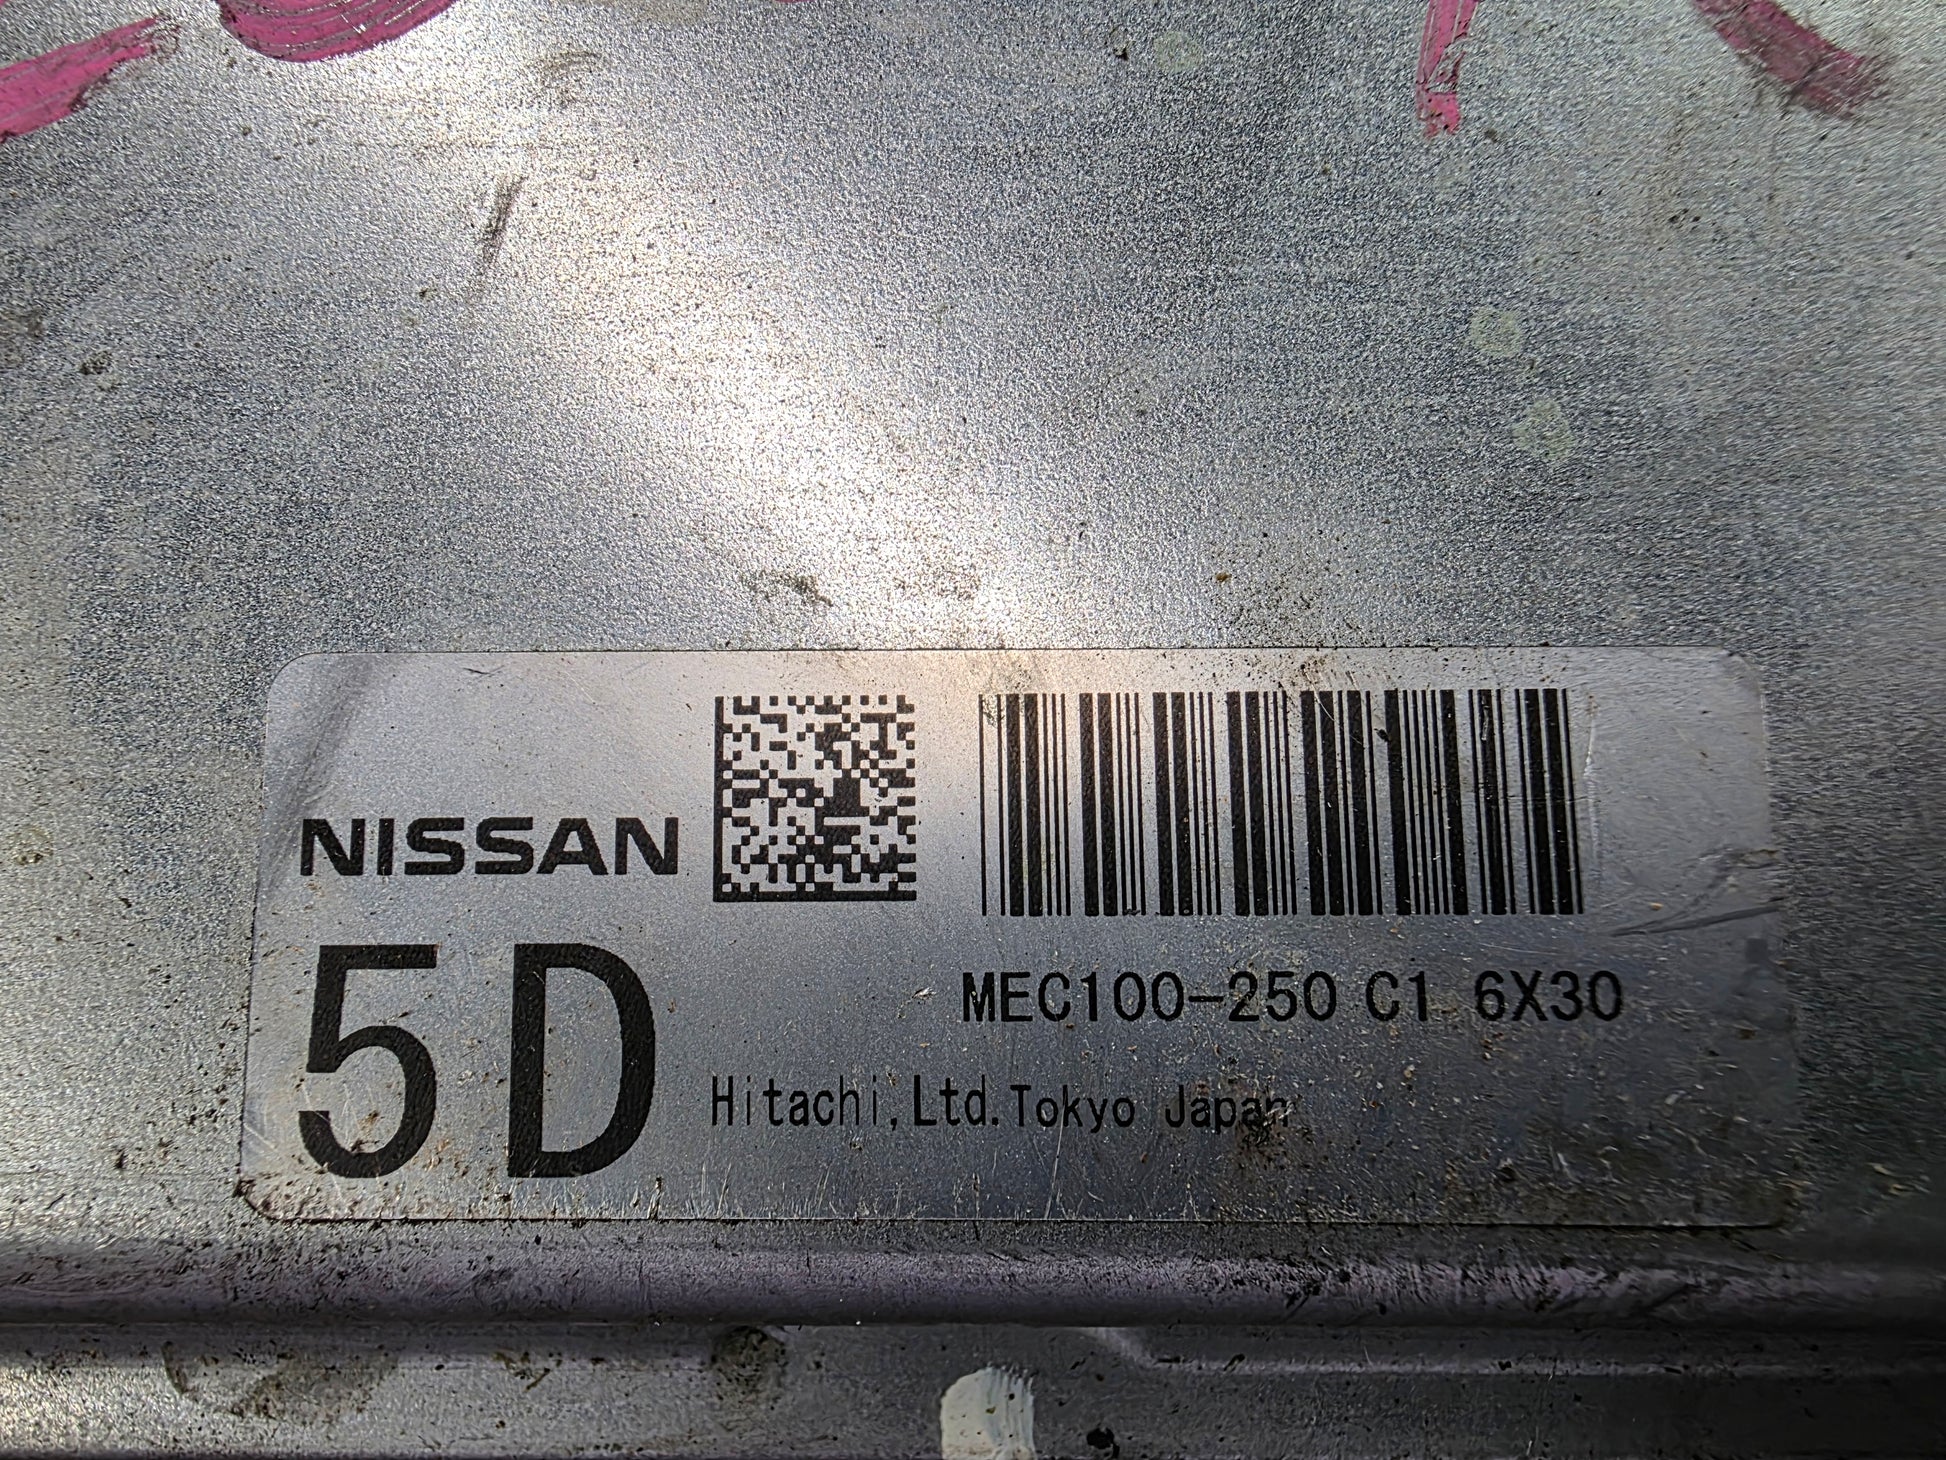 NISSAN
5D
MEC100-250 C1 6X30
Hitachi,Ltd.Tokyo Japan